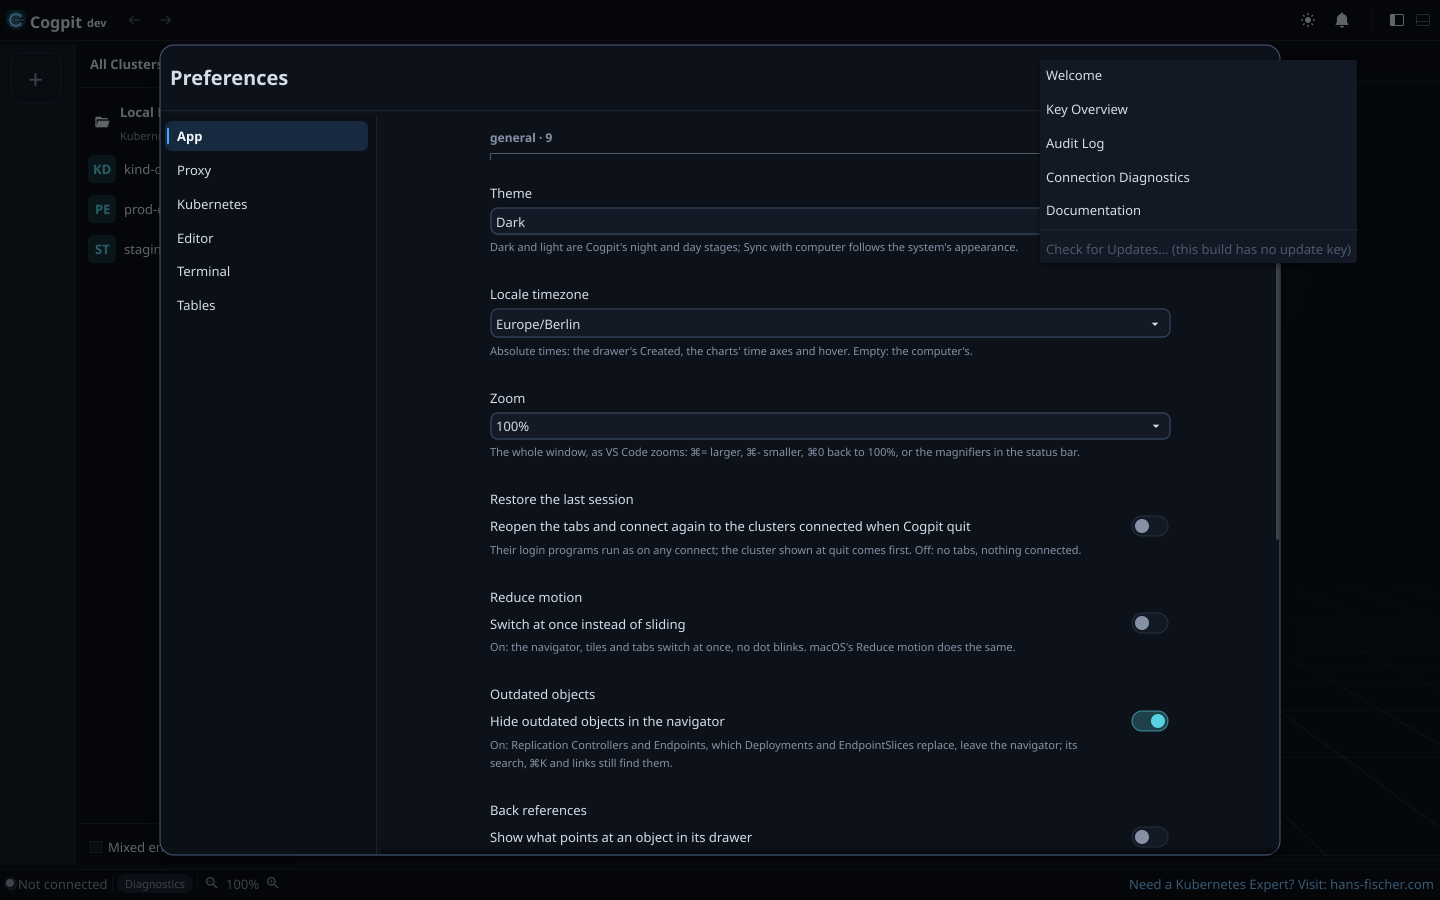 Cogpit dev
All Clusters
Local
Kubern
KD kind-
PE prod-
ST stagin
Mixed en
Preferences
App
Proxy
Kubernetes
Editor
Terminal
Tables
general · 9
Theme
Dark
Dark and light are Cogpit's night and day stages; Sync with computer follows the system's appearance.
Locale timezone
Europe/Berlin
Absolute times: the drawer's Created, the charts' time axes and hover. Empty: the computer's.
Zoom
100%
The whole window, as VS Code zooms: ⌘= larger, ⌘- smaller, ⌘0 back to 100%, or the magnifiers in the status bar.
Restore the last session
Reopen the tabs and connect again to the clusters connected when Cogpit quit
Their login programs run as on any connect; the cluster shown at quit comes first. Off: no tabs, nothing connected.
Reduce motion
Switch at once instead of sliding
On: the navigator, tiles and tabs switch at once, no dot blinks. macOS's Reduce motion does the same.
Outdated objects
Hide outdated objects in the navigator
On: Replication Controllers and Endpoints, which Deployments and EndpointSlices replace, leave the navigator; its
search, ⌘K and links still find them.
Back references
Show what points at an object in its drawer
Welcome
Key Overview
Audit Log
Connection Diagnostics
Documentation
Check for Updates... (this build has no update key)
Not connected
Diagnostics
100%
Need a Kubernetes Expert? Visit: hans-fischer.com